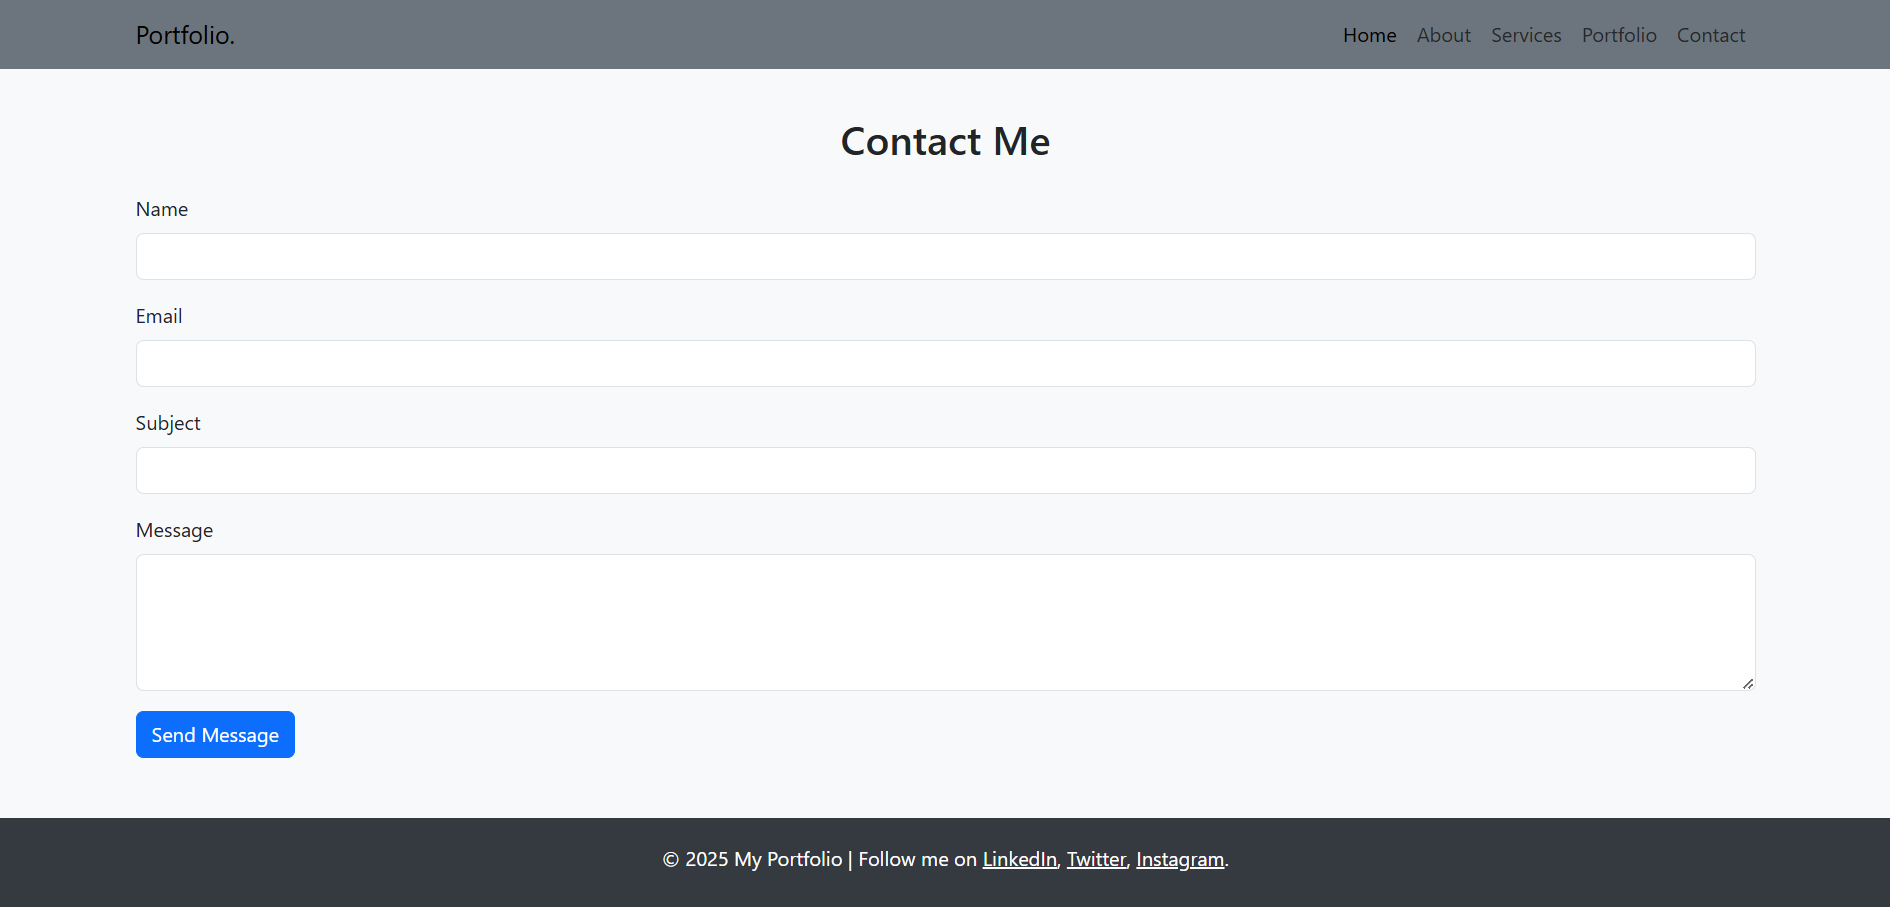 Portfolio.
Home About Services Portfolio Contact
Contact Me
Name
Email
Subject
Message
Send Message
© 2025 My Portfolio | Follow me on LinkedIn, Twitter, Instagram.